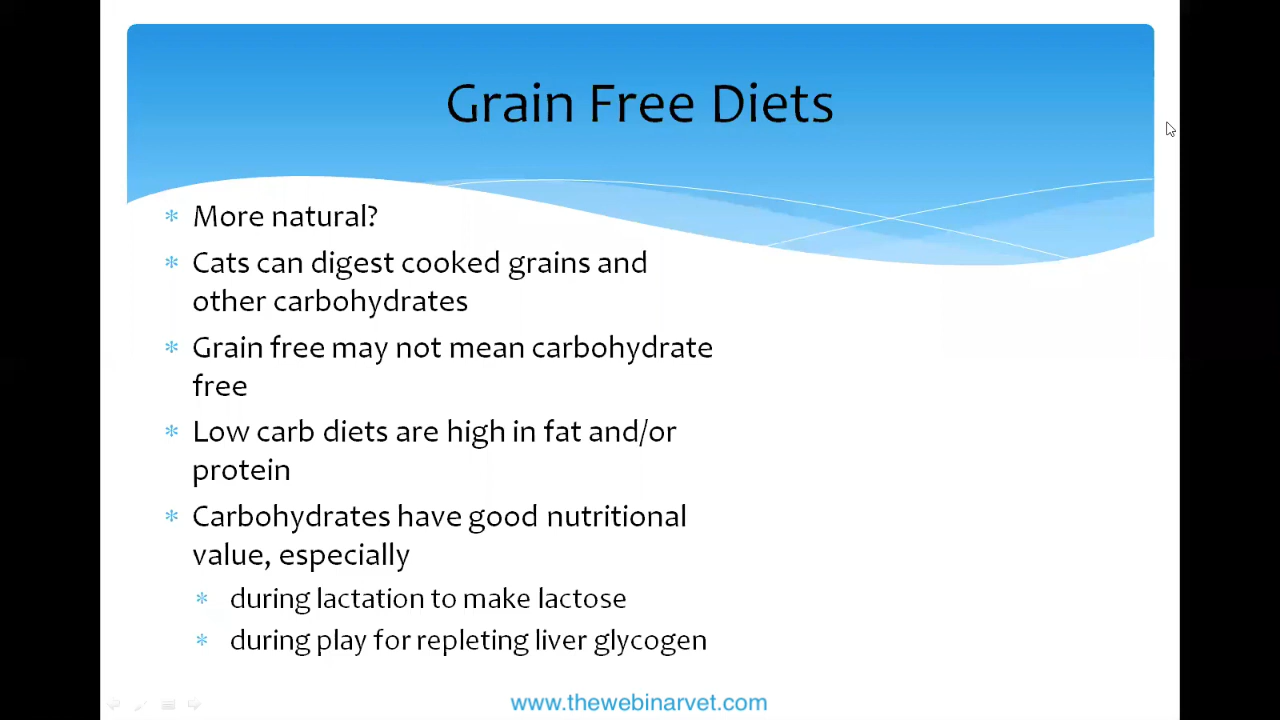 Grain Free Diets
* More natural?
* Cats can digest cooked grains and
other carbohydrates
* Grain free may not mean carbohydrate
free
* Low carb diets are high in fat and/or
protein
* Carbohydrates have good nutritional
value, especially
* during lactation to make lactose
* during play for repleting liver glycogen
www.thewebinarvet.com